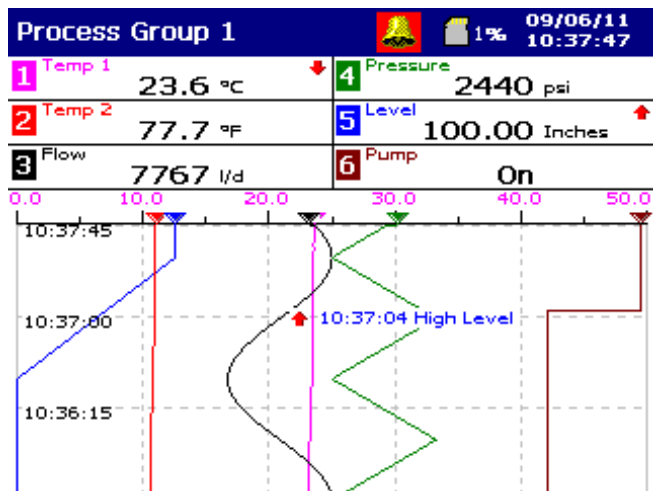 Process Group 1 1% 09/06/11
10:37:47
1 Temp 1 23.6 °C
4 Pressure 2440 psi
2 Temp 2 77.7 °F
5 Level 100.00 Inches
3 Flow 7767 l/d
6 Pump On
0.0 10.0 20.0 30.0 40.0 50.0
10:37:45
10:37:00
10:37:04 High Level
10:36:15